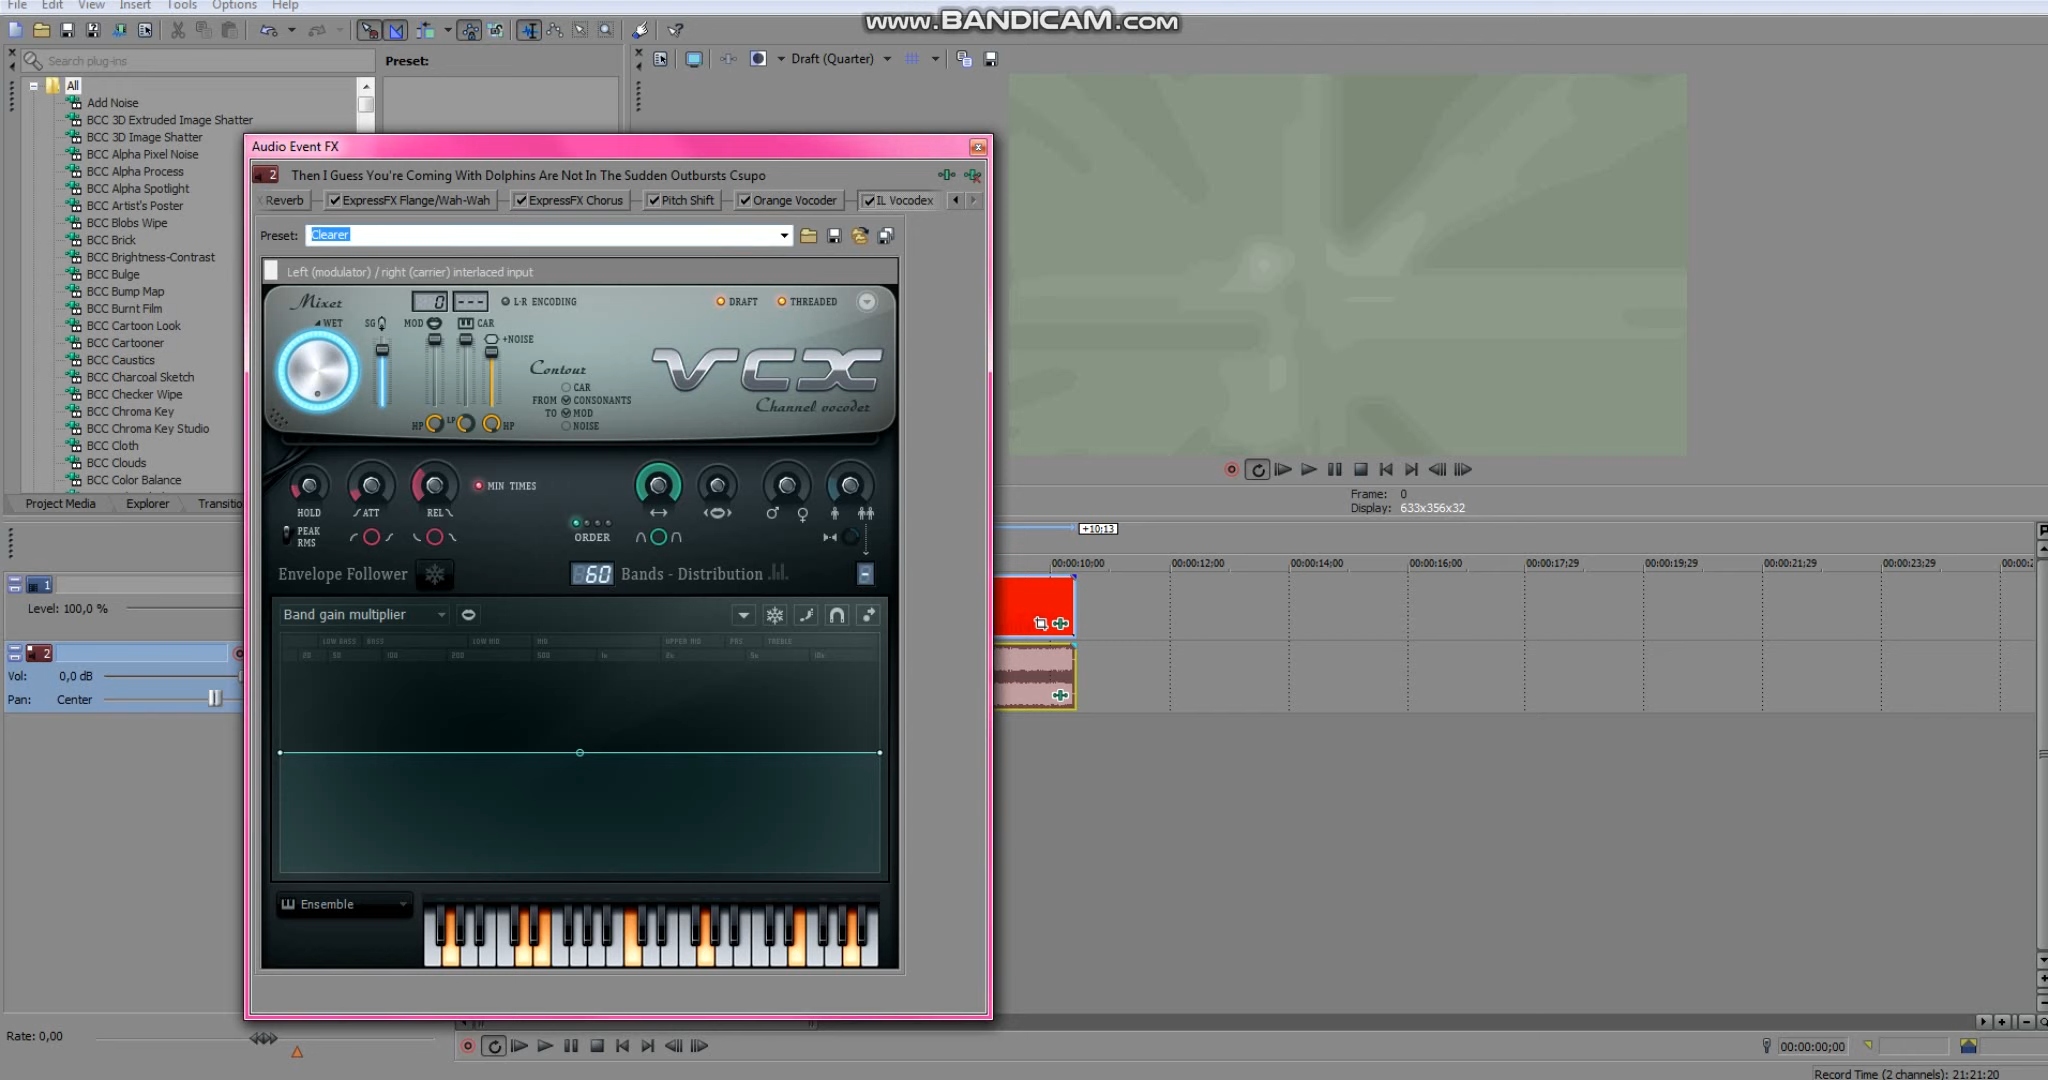 File Edit View Insert Tools Options Help
www.BANDICAM.com
Search plug-ins
Preset:
Draft (Quarter)
All
Add Noise
BCC 3D Extruded Image Shatter
BCC 3D Image Shatter
BCC Alpha Pixel Noise
BCC Alpha Process
BCC Alpha Spotlight
BCC Artist's Poster
BCC Blobs Wipe
BCC Brick
BCC Brightness-Contrast
BCC Bulge
BCC Bump Map
BCC Burnt Film
BCC Cartoon Look
BCC Cartooner
BCC Caustics
BCC Charcoal Sketch
BCC Checker Wipe
BCC Chroma Key
BCC Chroma Key Studio
BCC Cloth
BCC Clouds
BCC Color Balance
Project Media Explorer Transitio
Audio Event FX
2 Then I Guess You're Coming With Dolphins Are Not In The Sudden Outbursts Csupo
Reverb ExpressFX Flange/Wah-Wah ExpressFX Chorus Pitch Shift Orange Vocoder IL Vocodex
Preset: Clearer
Left (modulator) / right (carrier) interlaced input
Mixer 0 --- L-R ENCODING DRAFT THREADED
WET SG MOD CAR
+NOISE
Contour
VCX
CAR
FROM CONSONANTS
TO MOD
NOISE
Channel vocoder
HP LP HP
MIN TIMES
HOLD ATT REL
PEAK
RMS
ORDER
Envelope Follower 60 Bands - Distribution
Band gain multiplier
LOW BASS BASS LOW MID MID UPPER MID PRS TREBLE
20 50 100 200 500 1k 2k 5k 10k
Ensemble
Frame: 0
Display: 633x356x32
+10;13
00:00:10;00 00:00:12;00 00:00:14;00 00:00:16;00 00:00:17;29 00:00:19;29 00:00:21;29 00:00:23;29
1
Level: 100,0 %
2
Vol: 0,0 dB
Pan: Center
Rate: 0,00
00:00:00;00
Record Time (2 channels): 21:21:20